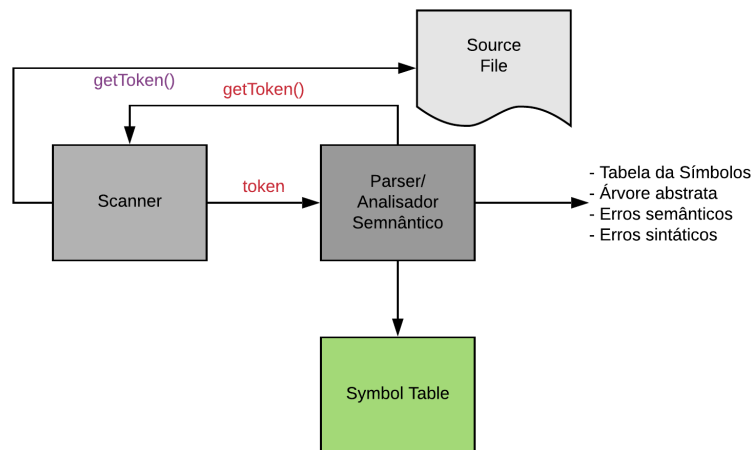 Source
File
getToken()
getToken()
Scanner
token
Parser/
Analisador
Semnântico
- Tabela da Símbolos
- Árvore abstrata
- Erros semânticos
- Erros sintáticos
Symbol Table